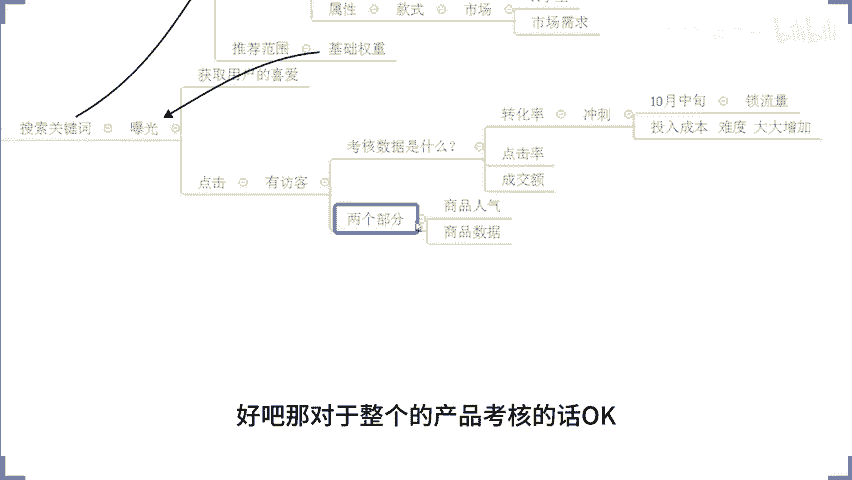 属性 款式 市场
市场需求
推荐范围 基础权重
获取用户的喜爱
搜索关键词 曝光
转化率 冲刺 10月中旬 锁流量
投入成本 难度 大大增加
考核数据是什么？
点击率
点击 有访客
成交额
两个部分
商品人气
商品数据
好吧那对于整个的产品考核的话OK
bilibili